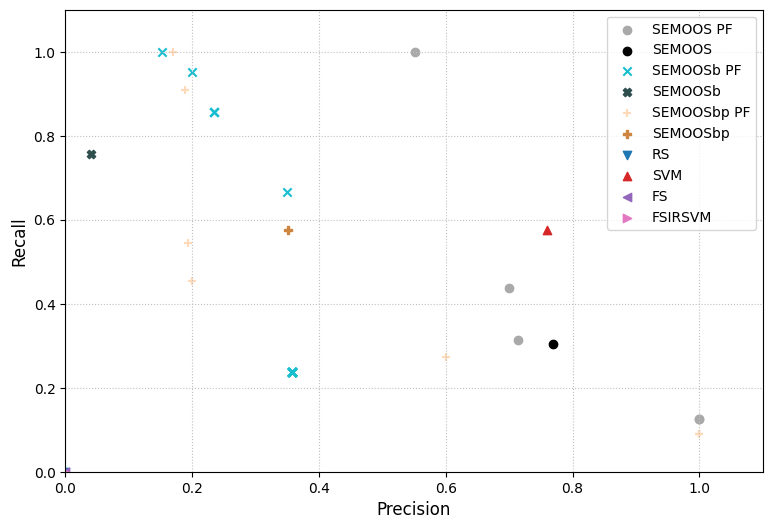 1.0
0.8
0.6
0.4
0.2
0.0
Recall
0.0 0.2 0.4 0.6 0.8 1.0
Precision
SEMOOS PF
SEMOOS
SEMOOSb PF
SEMOOSb
SEMOOSbp PF
SEMOOSbp
RS
SVM
FS
FSIRSVM